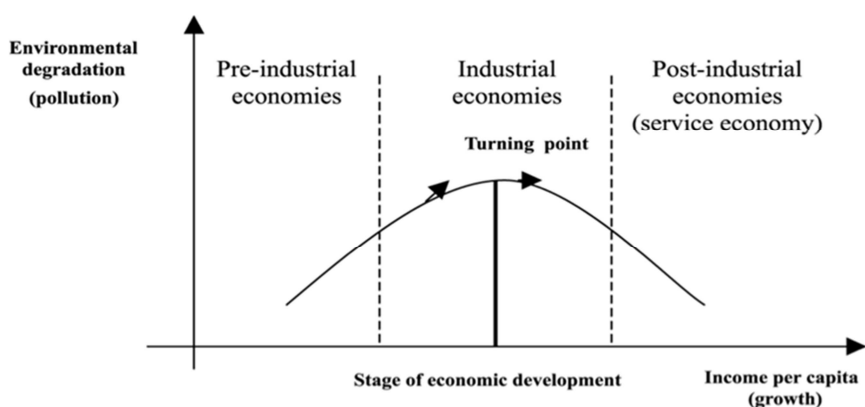 Environmental
degradation
(pollution)
Pre-industrial
economies
Industrial
economies
Post-industrial
economies
(service economy)
Turning point
Stage of economic development
Income per capita
(growth)